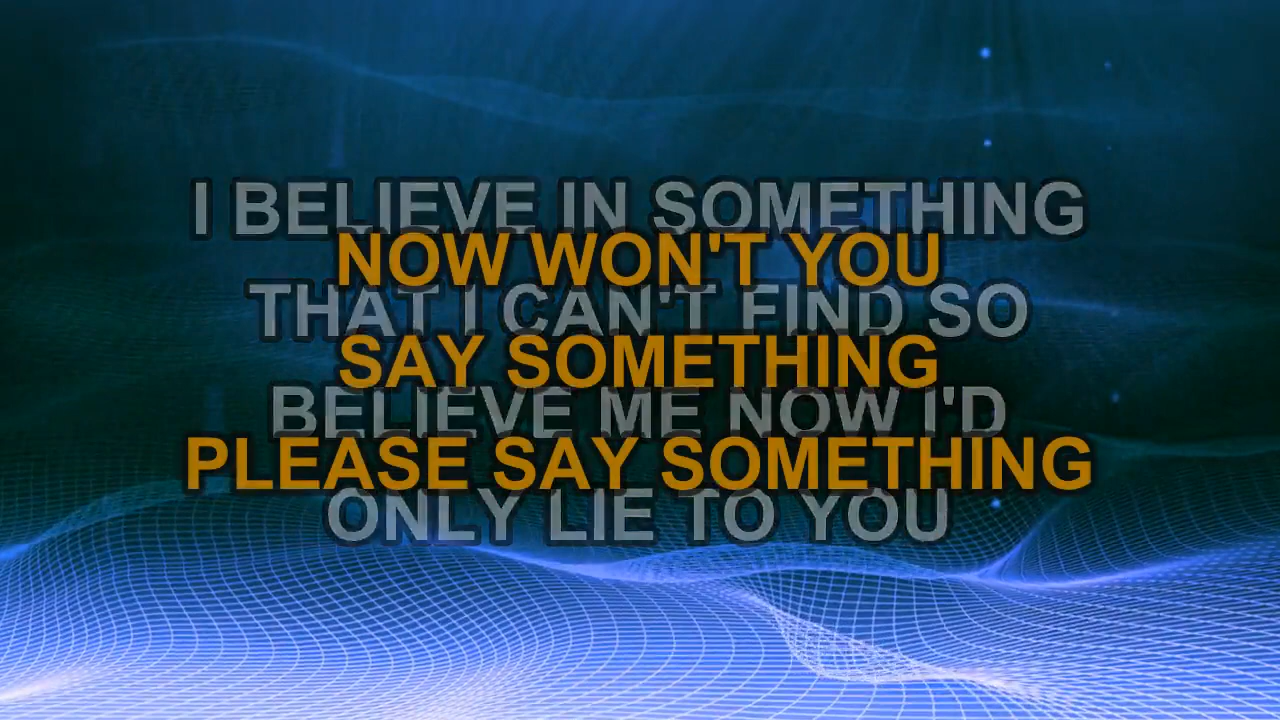 I BELIEVE IN SOMETHING
NOW WON'T YOU
THAT I CAN'T FIND SO
SAY SOMETHING
BELIEVE ME NOW I'D
PLEASE SAY SOMETHING
ONLY LIE TO YOU